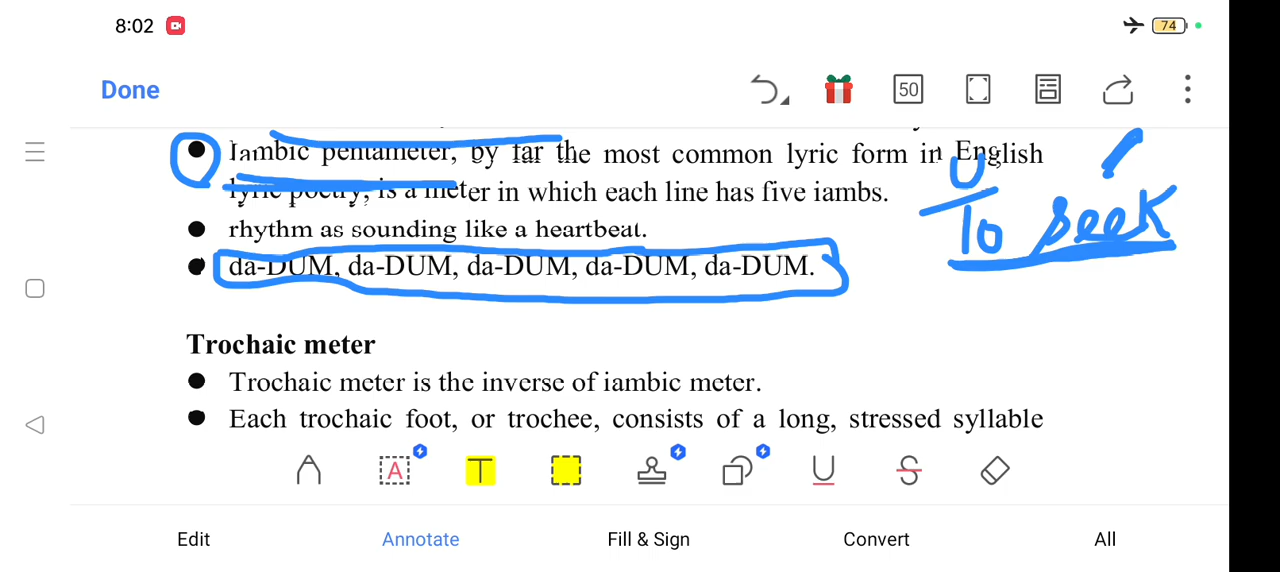 8:02
74
Done
50
Iambic pentameter, by far the most common lyric form in English
lyric poetry, is a meter in which each line has five iambs.
U
To seek
rhythm as sounding like a heartbeat.
da-DUM, da-DUM, da-DUM, da-DUM, da-DUM.
Trochaic meter
Trochaic meter is the inverse of iambic meter.
Each trochaic foot, or trochee, consists of a long, stressed syllable
A
T
U
S
Edit
Annotate
Fill & Sign
Convert
All